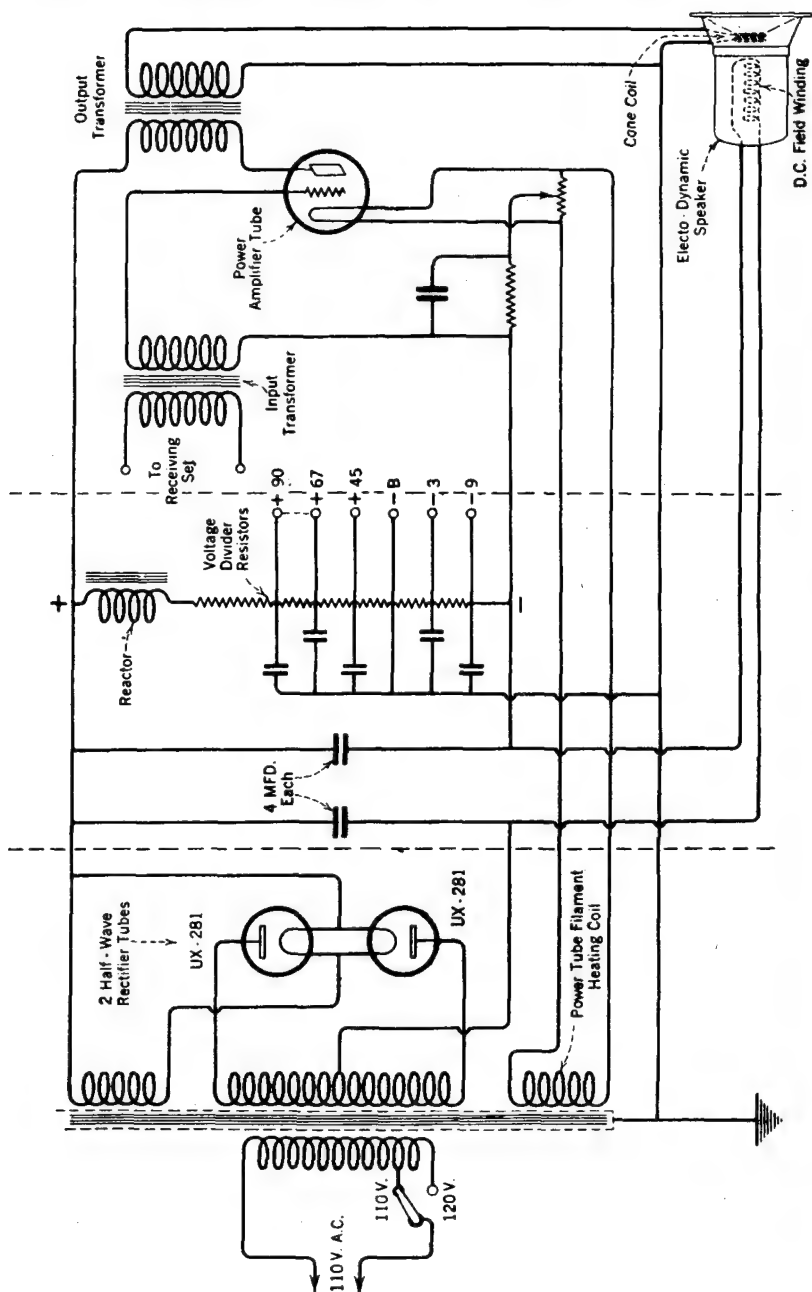 110 V. A.C.
110 V.
120 V.
2 Half-Wave
Rectifier Tubes
UX-281
UX-281
Power Tube Filament
Heating Coil
4 MFD.
Each
+
Reactor
Voltage
Divider
Resistors
+ 90
+ 67
+ 45
- B
- 3
- 9
-
To
Receiving
Set
Input
Transformer
Power
Amplifier Tube
Output
Transformer
Cone Coil
Electo-Dynamic
Speaker
D.C. Field Winding